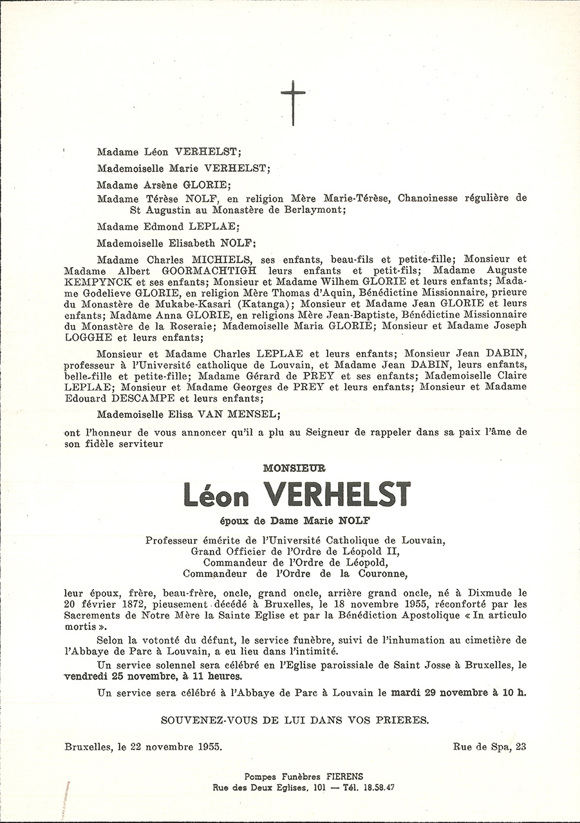 Madame Léon VERHELST;
Mademoiselle Marie VERHELST;
Madame Arsène GLORIE;
Madame Térèse NOLF, en religion Mère Marie-Térèse, Chanoinesse régulière de
St Augustin au Monastère de Berlaymont;
Madame Edmond LEPLAE;
Mademoiselle Elisabeth NOLF;
Madame Charles MICHIELS, ses enfants, beau-fils et petite-fille; Monsieur et
Madame Albert GOORMACHTIGH leurs enfants et petit-fils; Madame Auguste
KEMPYNCK et ses enfants; Monsieur et Madame Wilhem GLORIE et leurs enfants; Mada-
me Godelieve GLORIE, en religion Mère Thomas d'Aquin, Bénédictine Missionnaire, prieure
du Monastère de Mukabe-Kasari (Katanga); Monsieur et Madame Jean GLORIE et leurs
enfants; Madame Anna GLORIE, en religions Mère Jean-Baptiste, Bénédictine Missionnaire
du Monastère de la Roseraie; Mademoiselle Maria GLORIE; Monsieur et Madame Joseph
LOGGHE et leurs enfants;
Monsieur et Madame Charles LEPLAE et leurs enfants; Monsieur Jean DABIN,
professeur à l'Université catholique de Louvain, et Madame Jean DABIN, leurs enfants,
belle-fille et petite-fille; Madame Gérard de PREY et ses enfants; Mademoiselle Claire
LEPLAE; Monsieur et Madame Georges de PREY et leurs enfants; Monsieur et Madame
Edouard DESCAMPE et leurs enfants;
Mademoiselle Elisa VAN MENSEL;
ont l'honneur de vous annoncer qu'il a plu au Seigneur de rappeler dans sa paix l'âme de
son fidèle serviteur
MONSIEUR
Léon VERHELST
époux de Dame Marie NOLF
Professeur émérite de l'Université Catholique de Louvain,
Grand Officier de l'Ordre de Léopold II,
Commandeur de l'Ordre de Léopold,
Commandeur de l'Ordre de la Couronne,
leur époux, frère, beau-frère, oncle, grand oncle, arrière grand oncle, né à Dixmude le
20 février 1872, pieusement décédé à Bruxelles, le 18 novembre 1955, réconforté par les
Sacrements de Notre Mère la Sainte Eglise et par la Bénédiction Apostolique « In articulo
mortis ».
Selon la votonté du défunt, le service funèbre, suivi de l'inhumation au cimetière de
l'Abbaye de Parc à Louvain, a eu lieu dans l'intimité.
Un service solennel sera célébré en l'Eglise paroissiale de Saint Josse à Bruxelles, le
vendredi 25 novembre, à 11 heures.
Un service sera célébré à l'Abbaye de Parc à Louvain le mardi 29 novembre à 10 h.
SOUVENEZ-VOUS DE LUI DANS VOS PRIERES.
Bruxelles, le 22 novembre 1955. Rue de Spa, 23
Pompes Funèbres FIERENS
Rue des Deux Eglises, 101 — Tél. 18.58.47